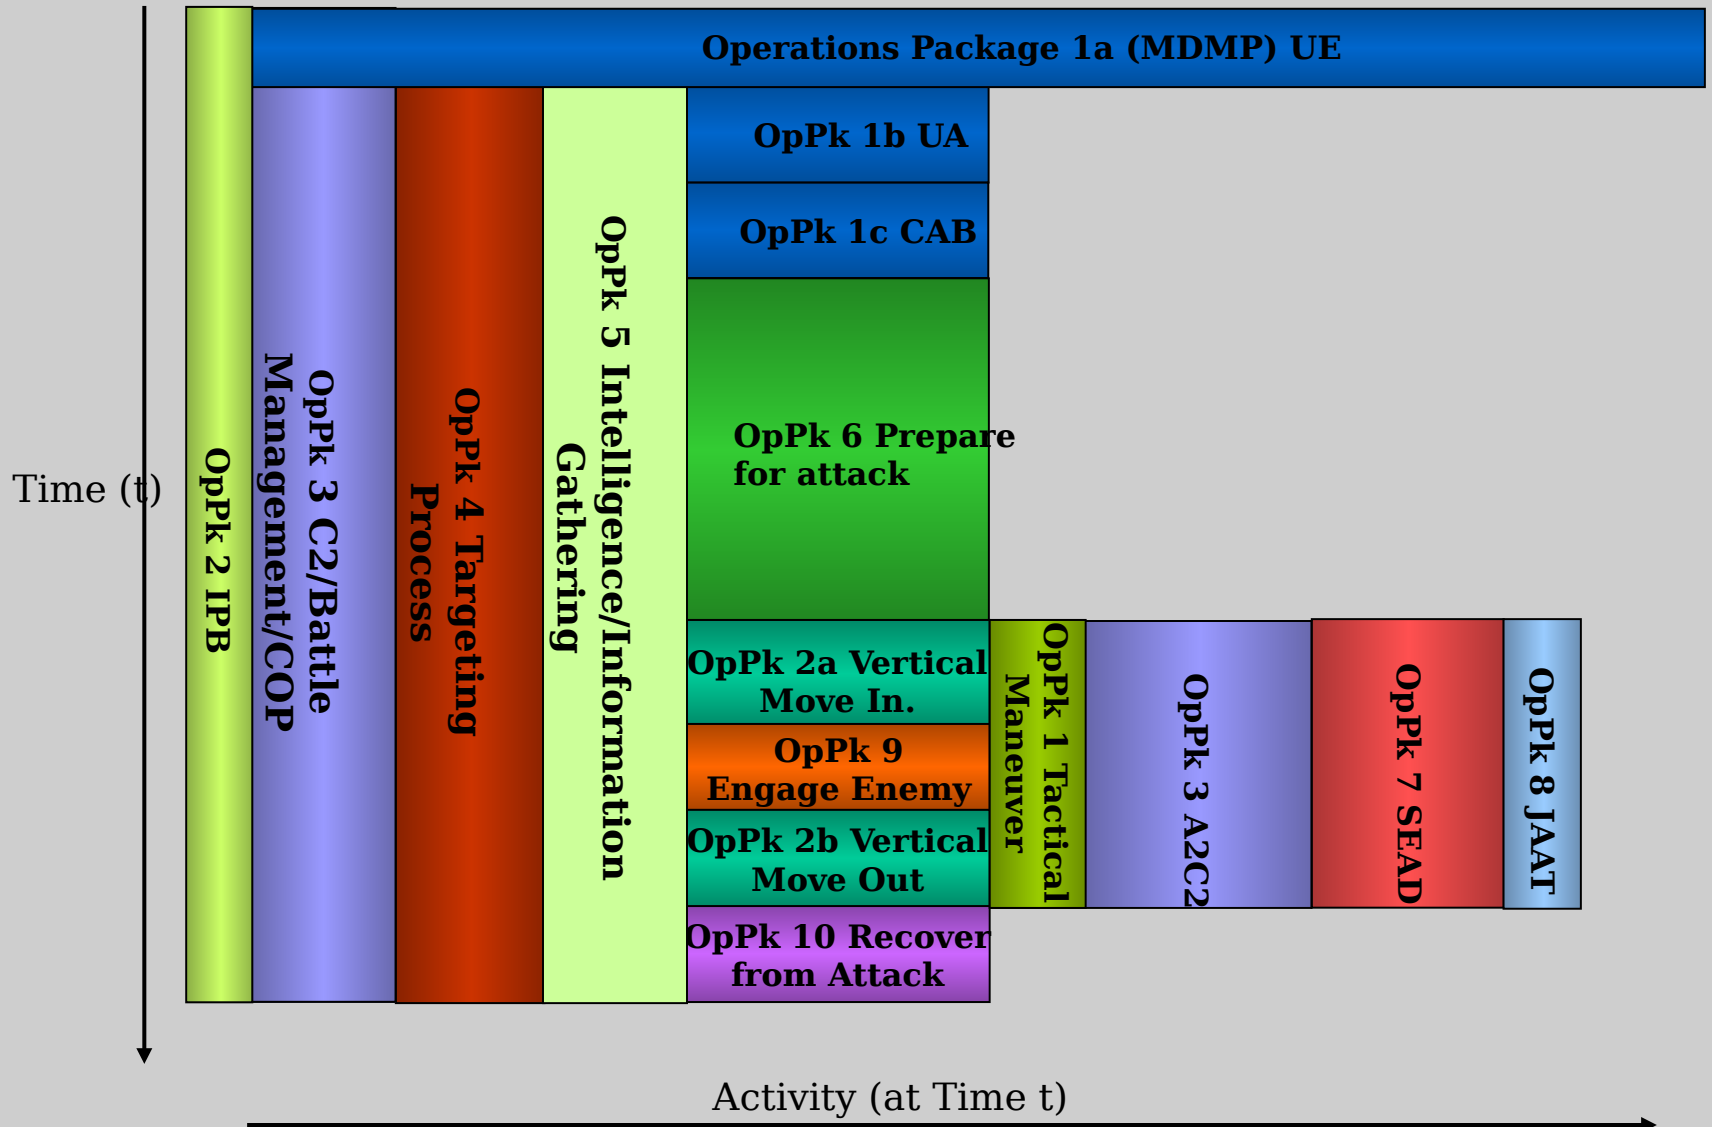 Operations Package 1a (MDMP) UE
OpPk 1b UA
OpPk 1c CAB
OpPk 6 Prepare
for attack
OpPk 2a Vertical
Move In.
OpPk 9
Engage Enemy
OpPk 2b Vertical
Move Out
OpPk 10 Recover
from Attack
Time (t)
OpPk 2 IPB
OpPk 3 C2/Battle
Management/COP
OpPk 4 Targeting
Process
OpPk 5 Intelligence/Information
Gathering
OpPk 1 Tactical
Maneuver
OpPk 3 A2C2
OpPk 7 SEAD
OpPk 8 JAAT
Activity (at Time t)